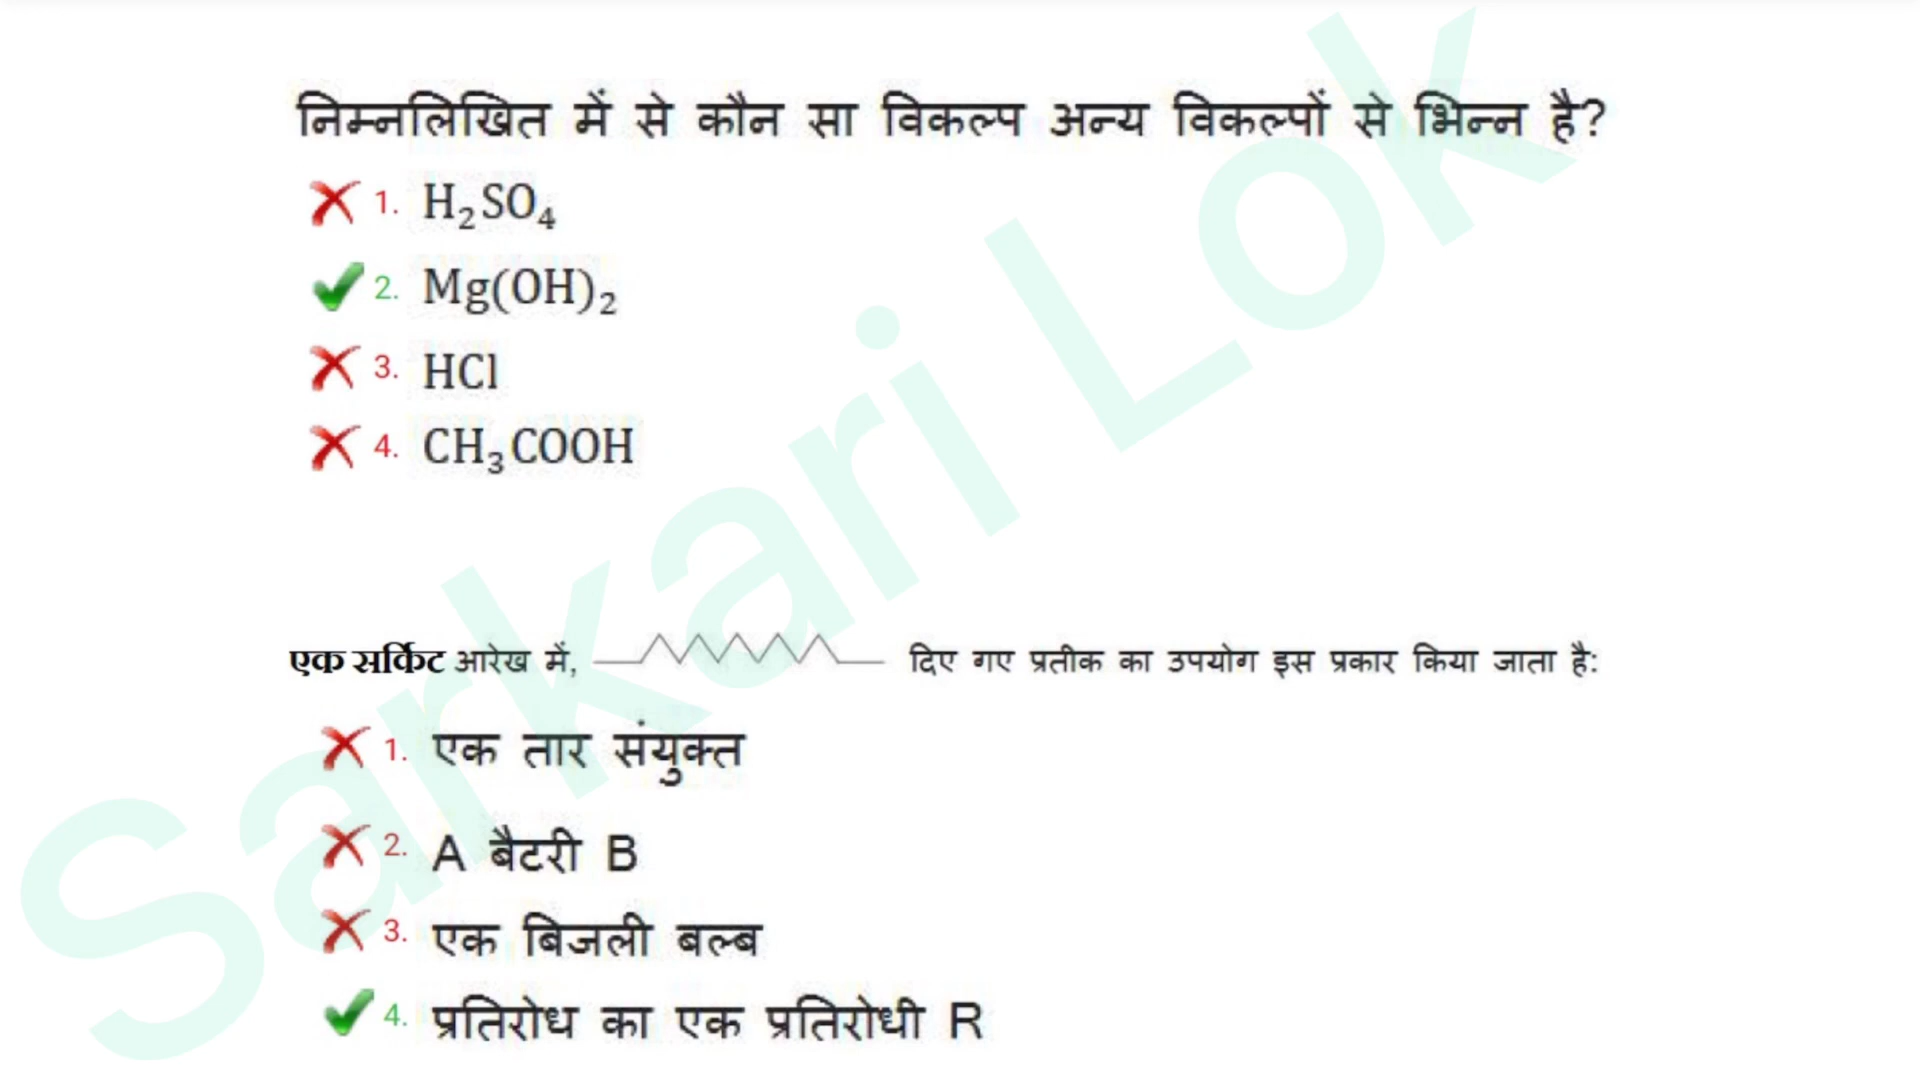 निम्नलिखित में से कौन सा विकल्प अन्य विकल्पों से भिन्न है?
1. H₂SO₄
2. Mg(OH)₂
3. HCl
4. CH₃COOH
एक सर्किट आरेख में, दिए गए प्रतीक का उपयोग इस प्रकार किया जाता है:
1. एक तार संयुक्त
2. A बैटरी B
3. एक बिजली बल्ब
4. प्रतिरोध का एक प्रतिरोधी R
Sarkari Lok